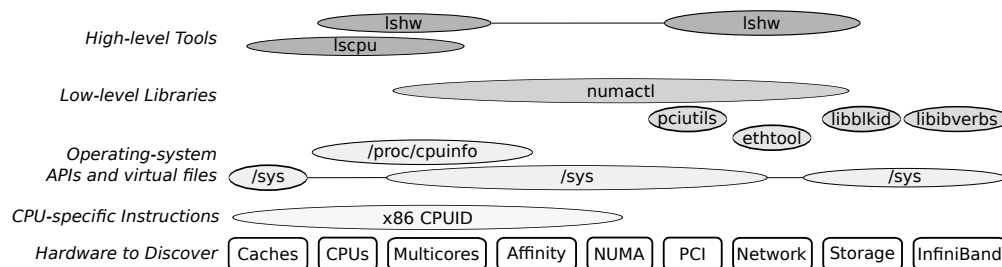 High-level Tools
lshw
lshw
lscpu
Low-level Libraries
numactl
pciutils
libblkid
libibverbs
ethtool
Operating-system
APIs and virtual files
/proc/cpuinfo
/sys
/sys
/sys
CPU-specific Instructions
x86 CPUID
Hardware to Discover
Caches
CPUs
Multicores
Affinity
NUMA
PCI
Network
Storage
InfiniBand